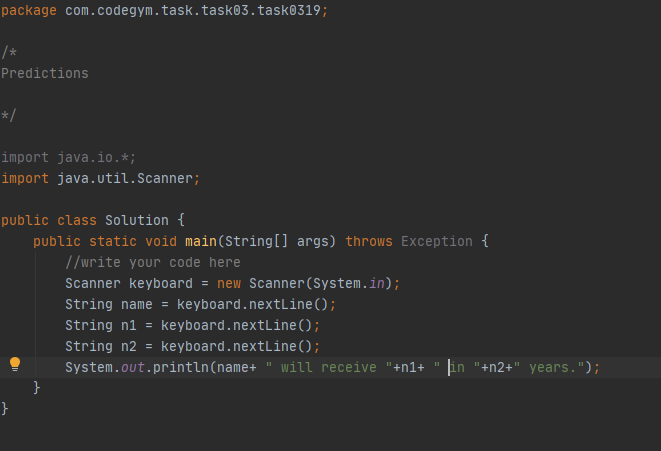 package com.codegym.task.task03.task0319;
/*
Predictions
*/
import java.io.*;
import java.util.Scanner;
public class Solution {
public static void main(String[] args) throws Exception {
//write your code here
Scanner keyboard = new Scanner(System.in);
String name = keyboard.nextLine();
String n1 = keyboard.nextLine();
String n2 = keyboard.nextLine();
System.out.println(name+ " will receive "+n1+ " in "+n2+" years.");
}
}